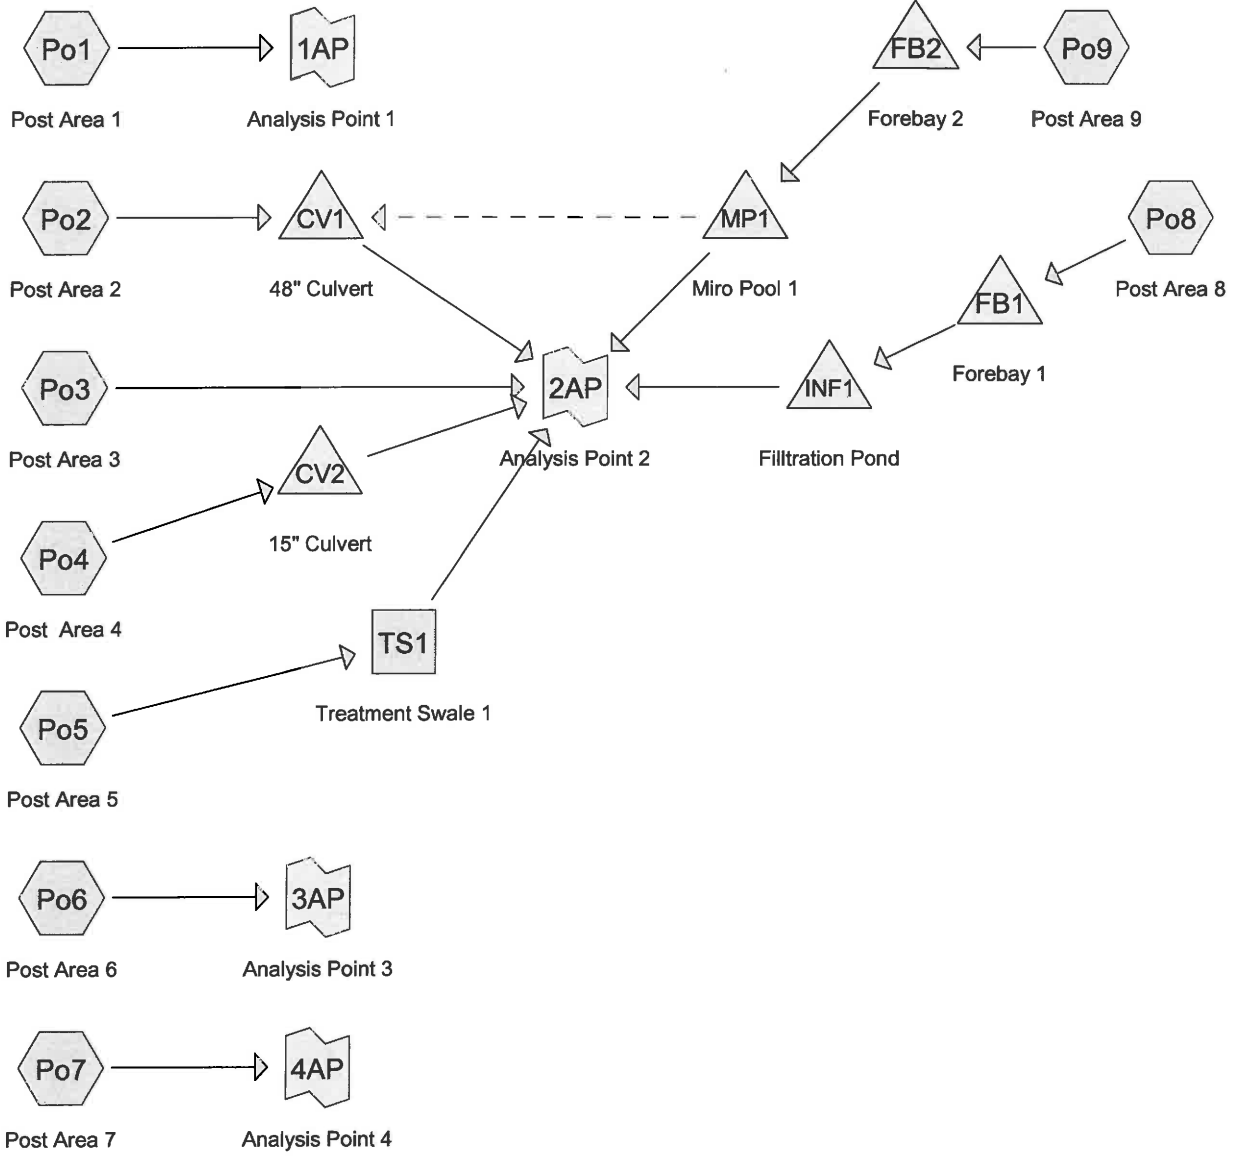 Po1
1AP
FB2
Po9
Post Area 1
Analysis Point 1
Forebay 2
Post Area 9
Po2
CV1
MP1
Po8
Post Area 2
48" Culvert
Miro Pool 1
Post Area 8
FB1
Po3
2AP
INF1
Forebay 1
Post Area 3
Analysis Point 2
Filltration Pond
CV2
15" Culvert
Po4
Post Area 4
TS1
Treatment Swale 1
Po5
Post Area 5
Po6
3AP
Post Area 6
Analysis Point 3
Po7
4AP
Post Area 7
Analysis Point 4